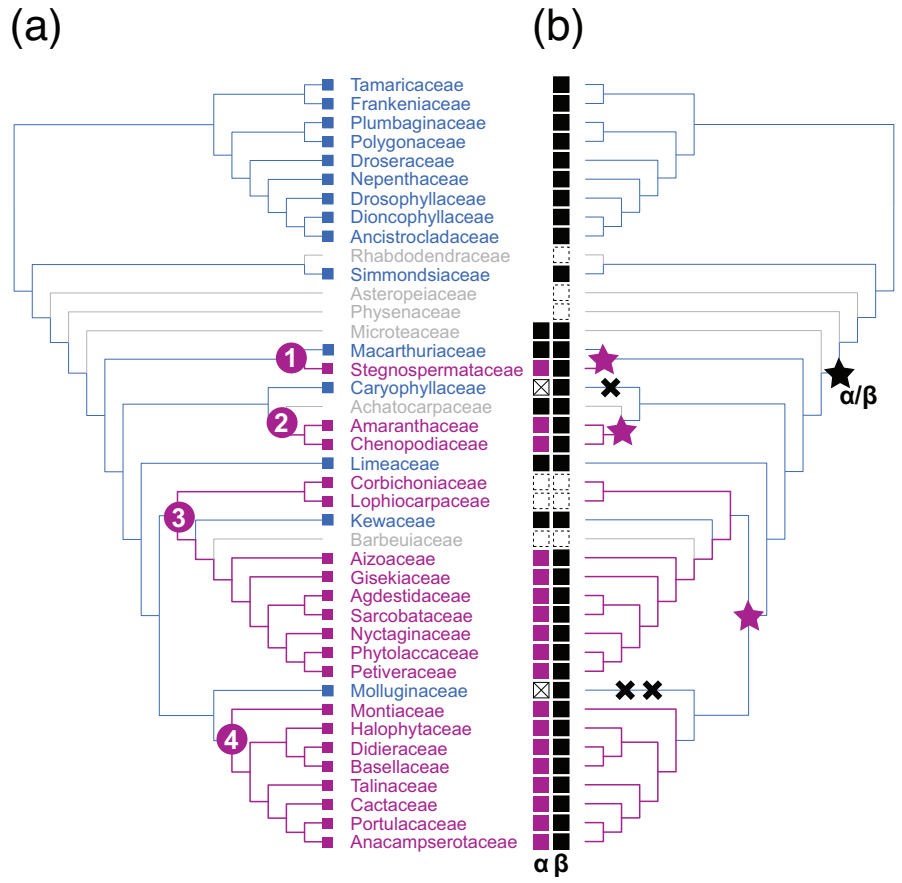 (a) (b)
Tamaricaceae
Frankeniaceae
Plumbaginaceae
Polygonaceae
Droseraceae
Nepenthaceae
Drosophyllaceae
Dioncophyllaceae
Ancistrocladaceae
Rhabdodendraceae
Simmondsiaceae
Asteropeiaceae
Physenaceae
Microteaceae
Macarthuriaceae
1
Stegnospermataceae
α/β
Caryophyllaceae
Achatocarpaceae
2
Amaranthaceae
Chenopodiaceae
Limeaceae
Corbichoniaceae
Lophiocarpaceae
3
Kewaceae
Barbeuiaceae
Aizoaceae
Gisekiaceae
Agdestidaceae
Sarcobataceae
Nyctaginaceae
Phytolaccaceae
Petiveraceae
Molluginaceae
Montiaceae
Halophytaceae
4
Didieraceae
Basellaceae
Talinaceae
Cactaceae
Portulacaceae
Anacampserotaceae
α β